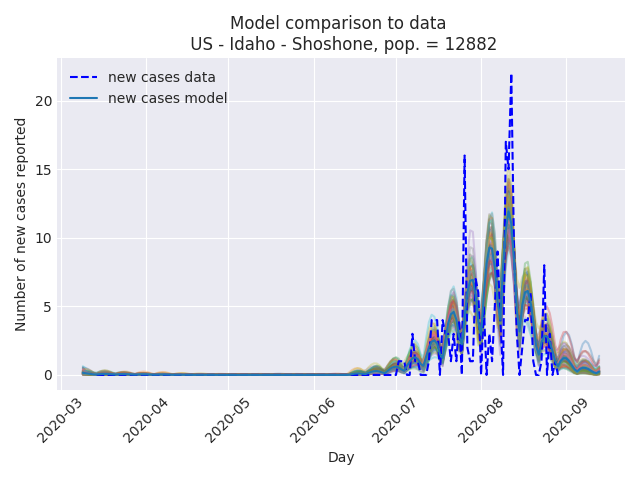 Model comparison to data
US - Idaho - Shoshone, pop. = 12882
new cases data
new cases model
Number of new cases reported
20
15
10
5
0
2020-03
2020-04
2020-05
2020-06
2020-07
2020-08
2020-09
Day